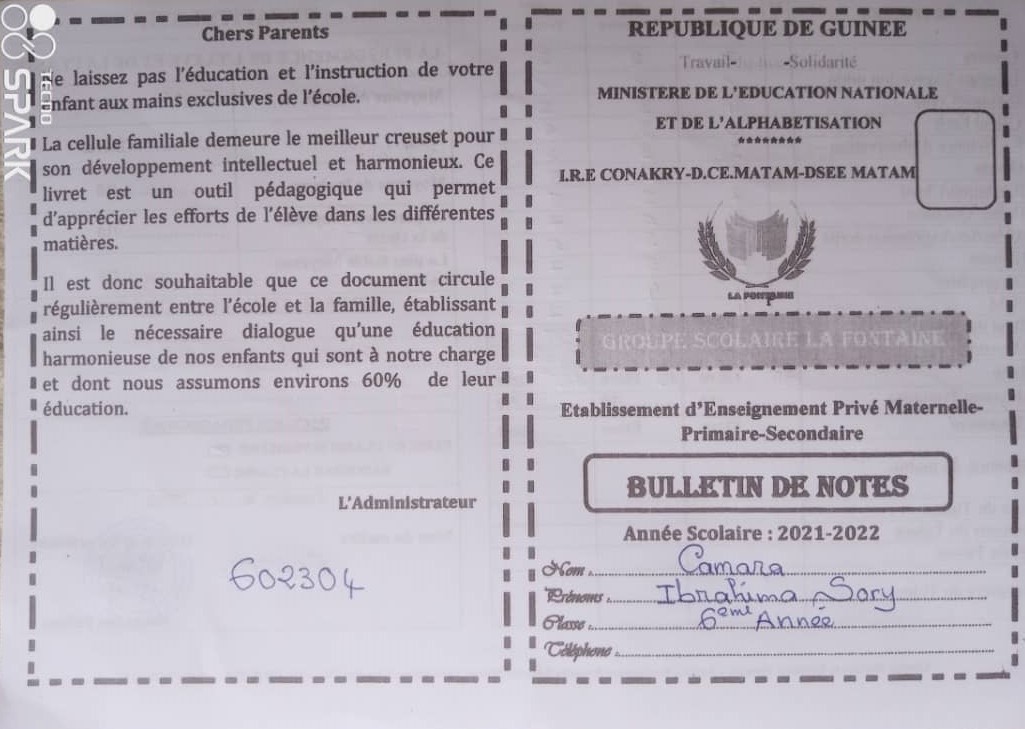 Chers Parents
Ne laissez pas l'éducation et l'instruction de votre
enfant aux mains exclusives de l'école.
La cellule familiale demeure le meilleur creuset pour
son développement intellectuel et harmonieux. Ce
livret est un outil pédagogique qui permet
d'apprécier les efforts de l'élève dans les différentes
matières.
Il est donc souhaitable que ce document circule
régulièrement entre l'école et la famille, établissant
ainsi le nécessaire dialogue qu'une éducation
harmonieuse de nos enfants qui sont à notre charge
et dont nous assumons environs 60% de leur
éducation.
L'Administrateur
602304
REPUBLIQUE DE GUINEE
Travail- -Solidarité
MINISTERE DE L'EDUCATION NATIONALE
ET DE L'ALPHABETISATION
********
I.R.E CONAKRY-D.CE.MATAM-DSEE MATAM
LA FONTAINE
GROUPE SCOLAIRE LA FONTAINE
Etablissement d'Enseignement Privé Maternelle-
Primaire-Secondaire
BULLETIN DE NOTES
Année Scolaire : 2021-2022
Nom Camara
Prénoms Ibrahima Sory
Classe 6ème Année
Téléphone
TECNO
SPARK